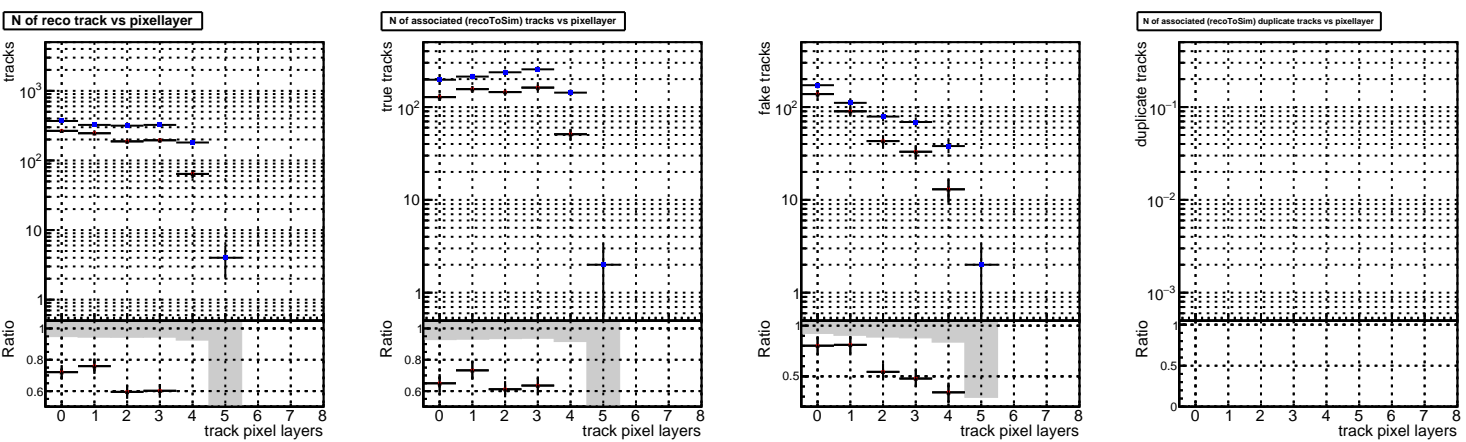 N of reco track vs pixellayer
tracks
10³
10²
10
1
Ratio
1
0.8
0.6
0 1 2 3 4 5 6 7 8
track pixel layers
N of associated (recoToSim) tracks vs pixellayer
true tracks
10²
10
1
Ratio
1
0.8
0.6
0 1 2 3 4 5 6 7 8
track pixel layers
fake tracks
10²
10
1
Ratio
1
0.5
0 1 2 3 4 5 6 7 8
track pixel layers
N of associated (recoToSim) duplicate tracks vs pixellayer
duplicate tracks
10⁻¹
10⁻²
10⁻³
Ratio
1
0.5
0
0 1 2 3 4 5 6 7 8
track pixel layers